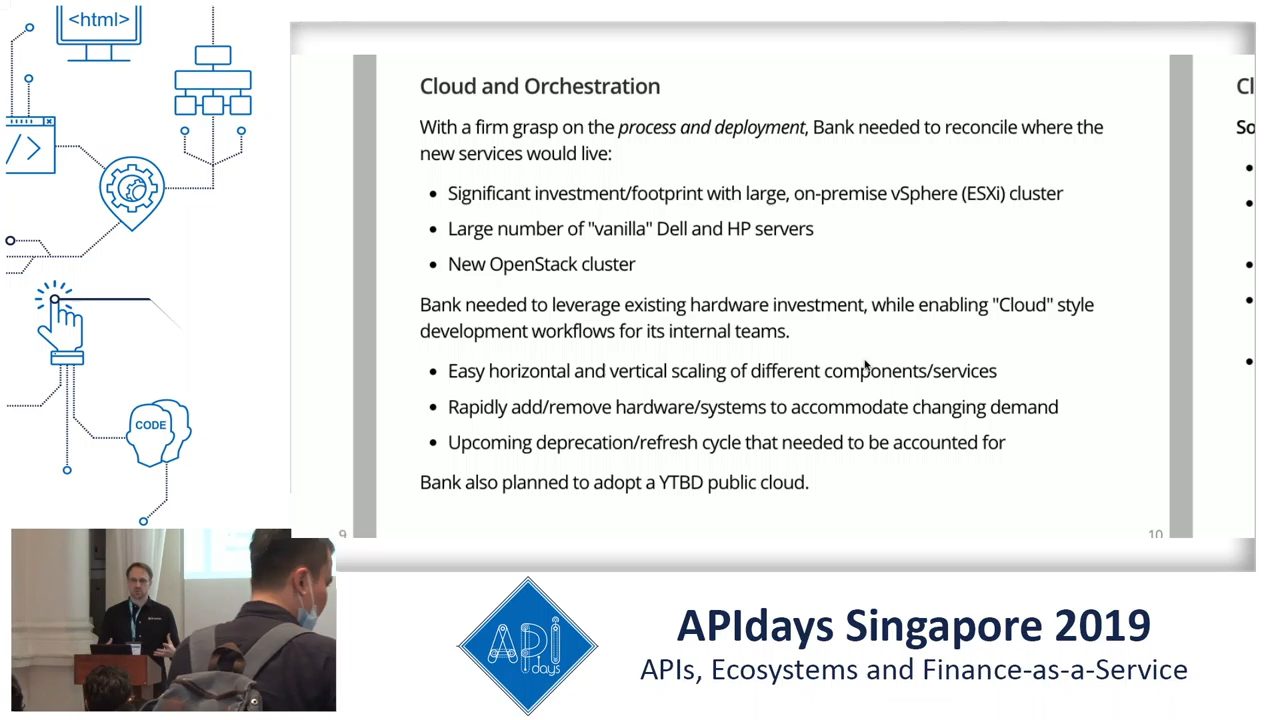 <html>
Cloud and Orchestration
With a firm grasp on the process and deployment, Bank needed to reconcile where the
new services would live:
• Significant investment/footprint with large, on-premise vSphere (ESXi) cluster
• Large number of "vanilla" Dell and HP servers
• New OpenStack cluster
Bank needed to leverage existing hardware investment, while enabling "Cloud" style
development workflows for its internal teams.
• Easy horizontal and vertical scaling of different components/services
• Rapidly add/remove hardware/systems to accommodate changing demand
• Upcoming deprecation/refresh cycle that needed to be accounted for
Bank also planned to adopt a YTBD public cloud.
9
10
Cl
So
/>
CODE
API
days
APIdays Singapore 2019
APIs, Ecosystems and Finance-as-a-Service